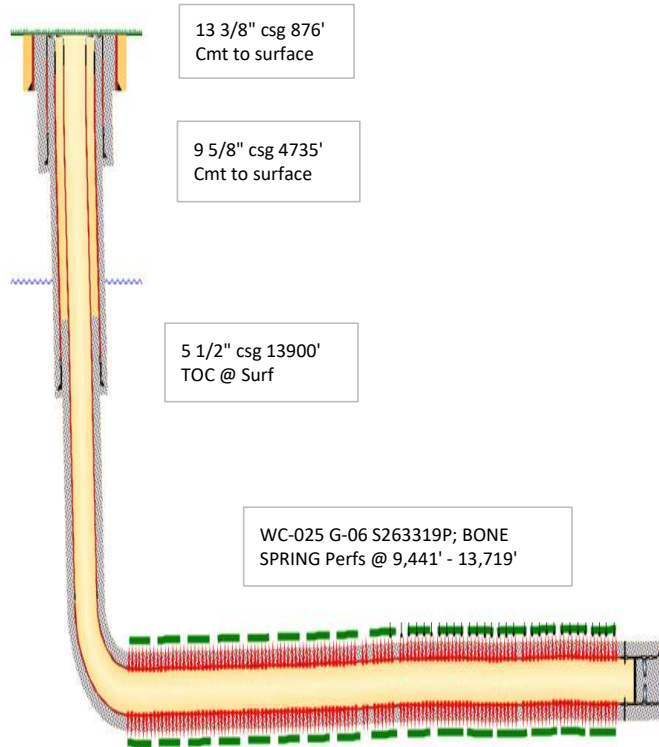 13 3/8" csg 876'
Cmt to surface
9 5/8" csg 4735'
Cmt to surface
5 1/2" csg 13900'
TOC @ Surf
WC-025 G-06 S263319P; BONE
SPRING Perfs @ 9,441' - 13,719'